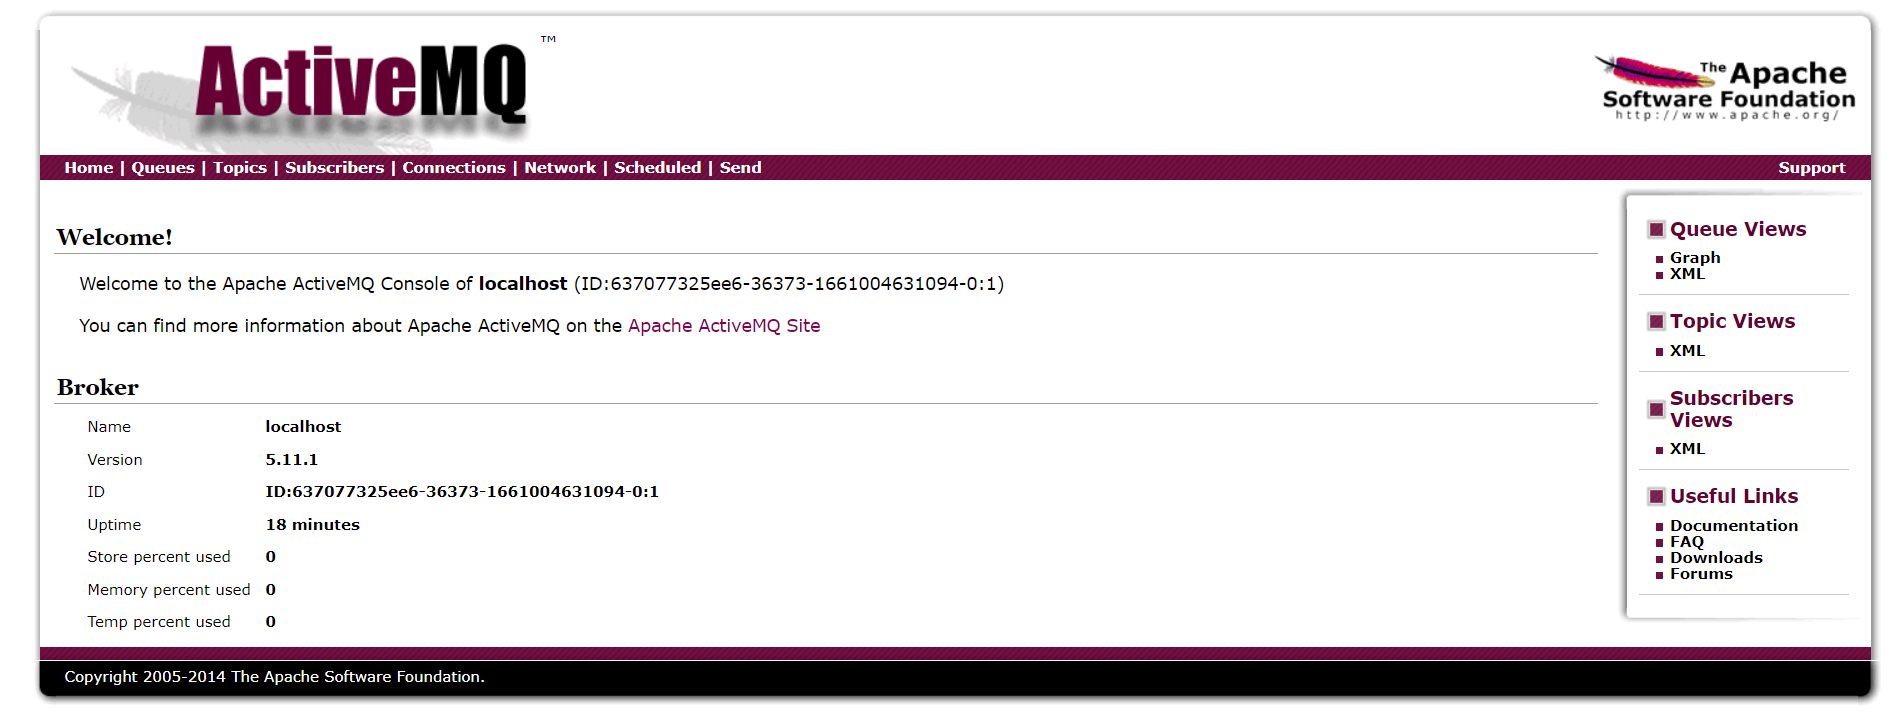 ActiveMQ ™
The Apache
Software Foundation
http://www.apache.org/
Home | Queues | Topics | Subscribers | Connections | Network | Scheduled | Send
Support
Welcome!
Welcome to the Apache ActiveMQ Console of localhost (ID:637077325ee6-36373-1661004631094-0:1)
You can find more information about Apache ActiveMQ on the Apache ActiveMQ Site
Broker
Name localhost
Version 5.11.1
ID ID:637077325ee6-36373-1661004631094-0:1
Uptime 18 minutes
Store percent used 0
Memory percent used 0
Temp percent used 0
Queue Views
Graph
XML
Topic Views
XML
Subscribers
Views
XML
Useful Links
Documentation
FAQ
Downloads
Forums
Copyright 2005-2014 The Apache Software Foundation.